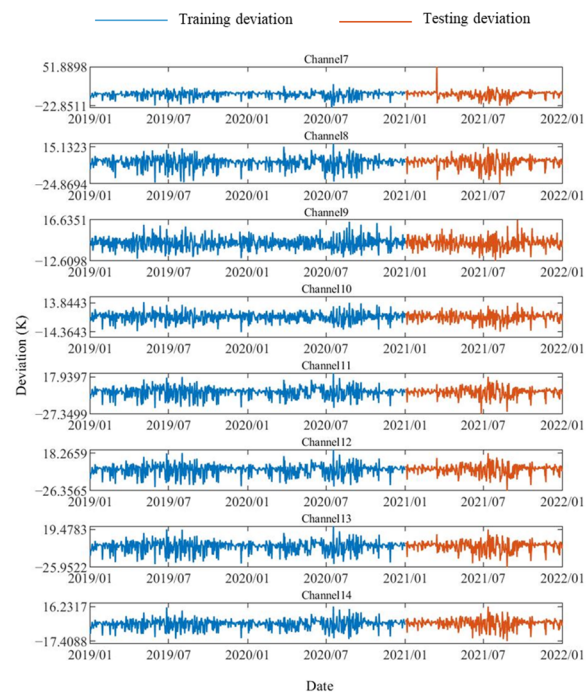 Training deviation Testing deviation
Channel7
51.8898
−22.8511
2019/01 2019/07 2020/01 2020/07 2021/01 2021/07 2022/01
Channel8
15.1323
−24.8694
2019/01 2019/07 2020/01 2020/07 2021/01 2021/07 2022/01
Channel9
16.6351
−12.6098
2019/01 2019/07 2020/01 2020/07 2021/01 2021/07 2022/01
Channel10
13.8443
−14.3643
2019/01 2019/07 2020/01 2020/07 2021/01 2021/07 2022/01
Deviation (K)
Channel11
17.9397
−27.3499
2019/01 2019/07 2020/01 2020/07 2021/01 2021/07 2022/01
Channel12
18.2659
−26.3565
2019/01 2019/07 2020/01 2020/07 2021/01 2021/07 2022/01
Channel13
19.4783
−25.9522
2019/01 2019/07 2020/01 2020/07 2021/01 2021/07 2022/01
Channel14
16.2317
−17.4088
2019/01 2019/07 2020/01 2020/07 2021/01 2021/07 2022/01
Date